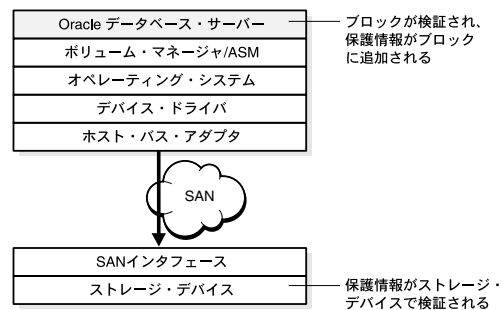 Oracle データベース・サーバー
ブロックが検証され、
保護情報がブロック
に追加される
ボリューム・マネージャ/ASM
オペレーティング・システム
デバイス・ドライバ
ホスト・バス・アダプタ
SAN
SANインタフェース
ストレージ・デバイス
保護情報がストレージ・
デバイスで検証される